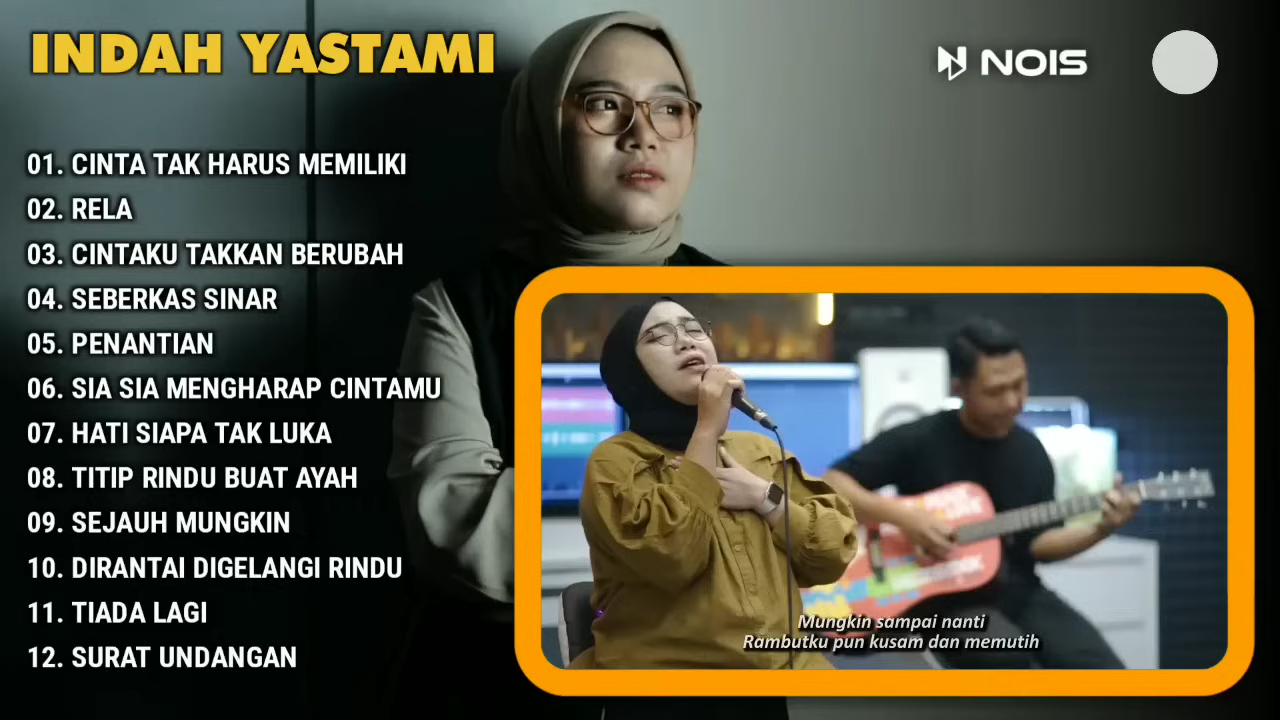 INDAH YASTAMI
NOIS
01. CINTA TAK HARUS MEMILIKI
02. RELA
03. CINTAKU TAKKAN BERUBAH
04. SEBERKAS SINAR
05. PENANTIAN
06. SIA SIA MENGHARAP CINTAMU
07. HATI SIAPA TAK LUKA
08. TITIP RINDU BUAT AYAH
09. SEJAUH MUNGKIN
10. DIRANTAI DIGELANGI RINDU
11. TIADA LAGI
12. SURAT UNDANGAN
Mungkin sampai nanti
Rambutku pun kusam dan memutih